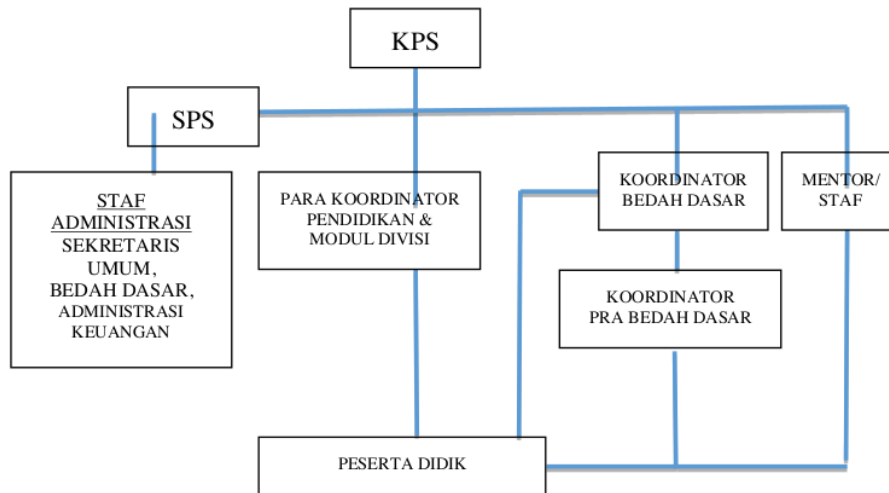 KPS
SPS
STAF
ADMINISTRASI
SEKRETARIS
UMUM,
BEDAH DASAR,
ADMINISTRASI
KEUANGAN
PARA KOORDINATOR
PENDIDIKAN &
MODUL DIVISI
KOORDINATOR
BEDAH DASAR
MENTOR/
STAF
KOORDINATOR
PRA BEDAH DASAR
PESERTA DIDIK